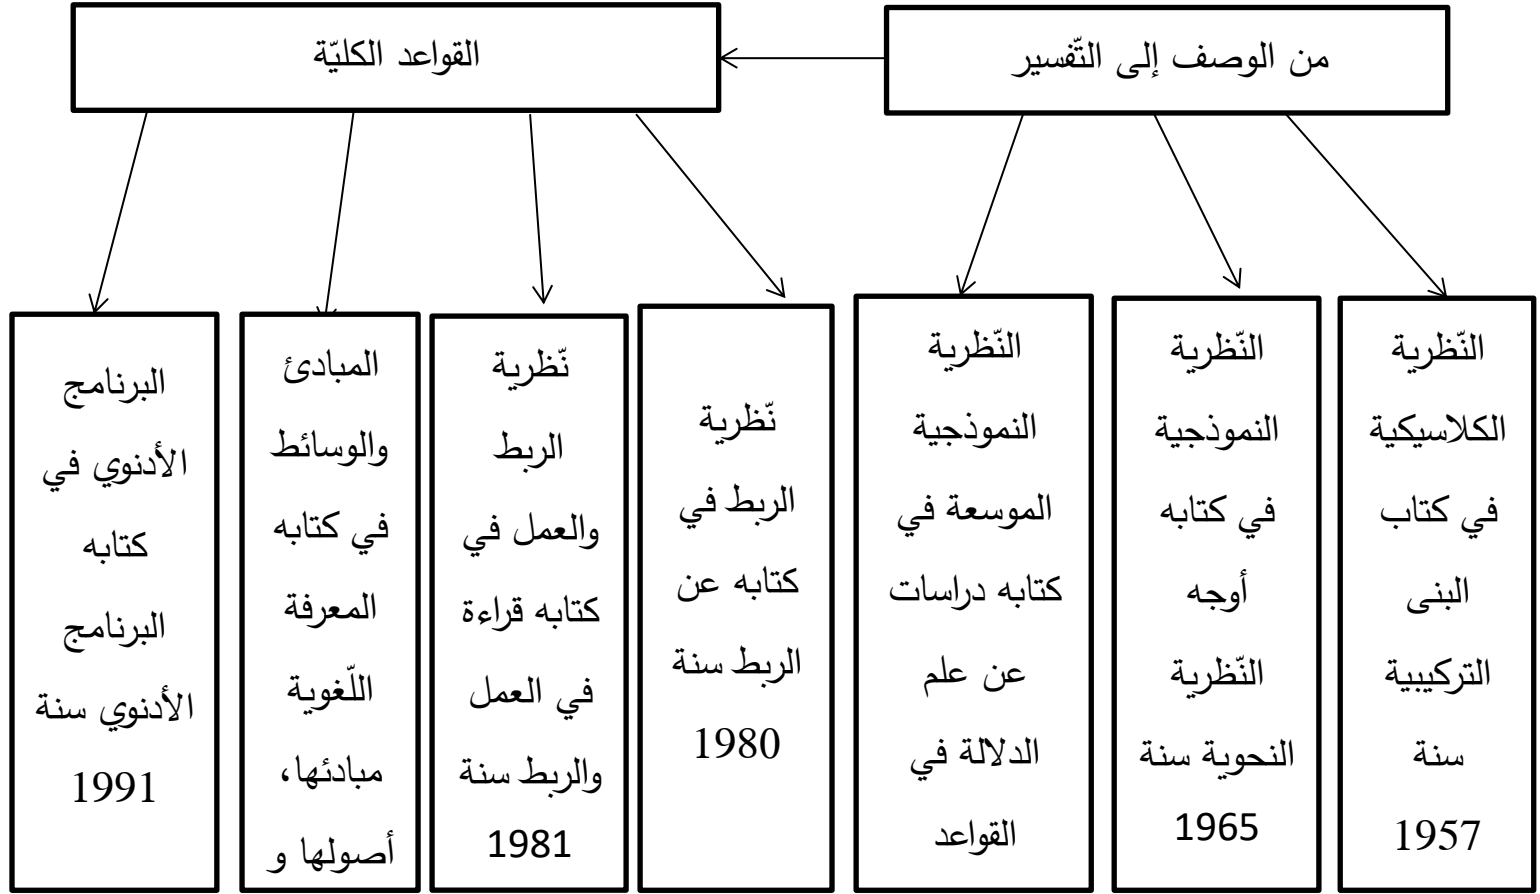 من الوصف إلى التّفسير
القواعد الكليّة
النّظرية
الكلاسيكية
في كتاب
البنى
التركيبية
سنة
1957
النّظرية
النموذجية
في كتابه
أوجه
النّظرية
النحوية سنة
1965
النّظرية
النموذجية
الموسعة في
كتابه دراسات
عن علم
الدلالة في
القواعد
نّظرية
الربط في
كتابه عن
الربط سنة
1980
نّظرية
الربط
والعمل في
كتابه قراءة
في العمل
والربط سنة
1981
المبادئ
والوسائط
في كتابه
المعرفة
اللّغوية
مبادئها،
أصولها و
البرنامج
الأدنوي في
كتابه
البرنامج
الأدنوي سنة
1991